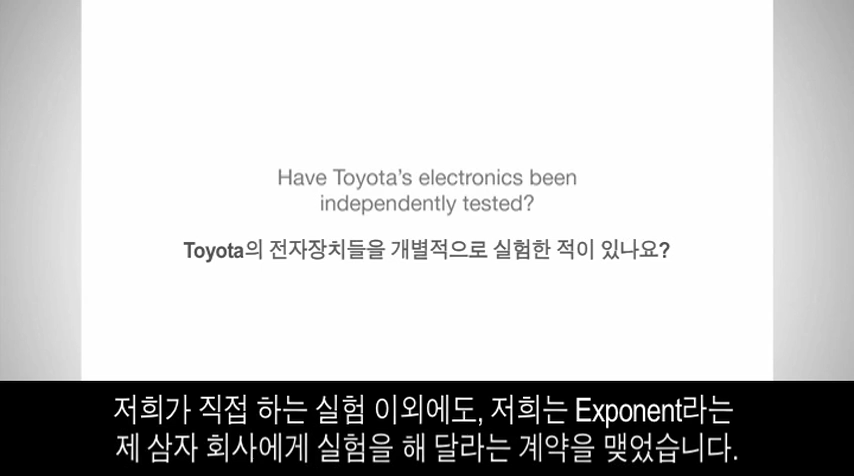 Have Toyota's electronics been
independently tested?
Toyota의 전자장치들을 개별적으로 실험한 적이 있나요?
저희가 직접 하는 실험 이외에도, 저희는 Exponent라는
제 삼자 회사에게 실험을 해 달라는 계약을 맺었습니다.